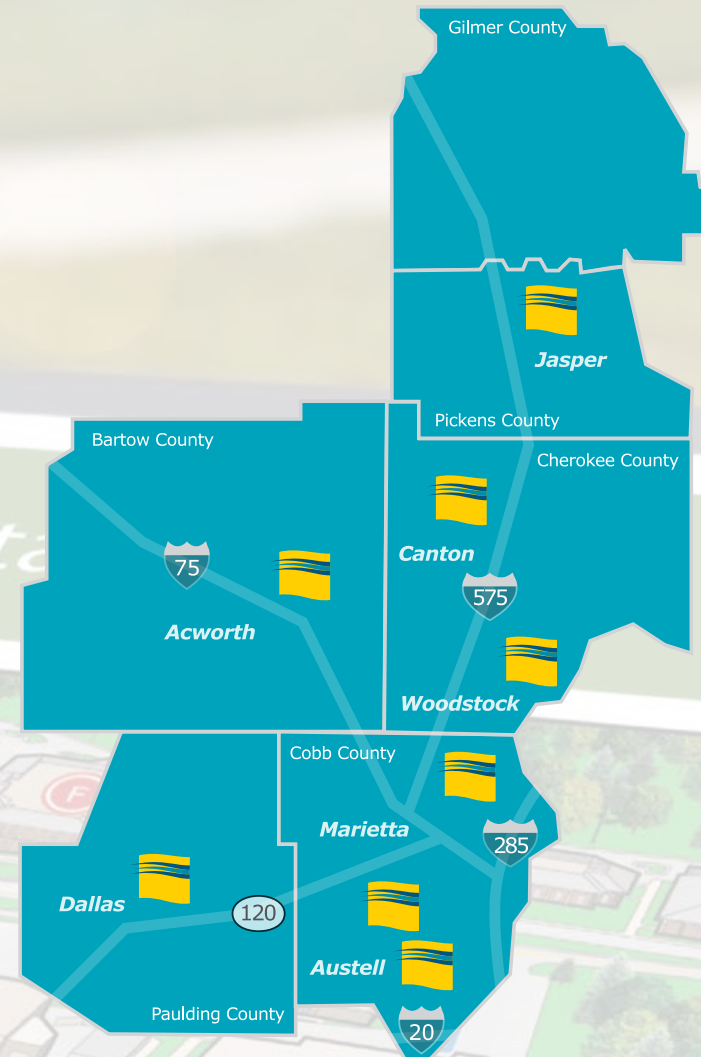 Gilmer County
Jasper
Pickens County
Bartow County
Cherokee County
Canton
75
575
Acworth
Woodstock
Cobb County
Marietta
285
Dallas
120
Austell
Paulding County
20
F